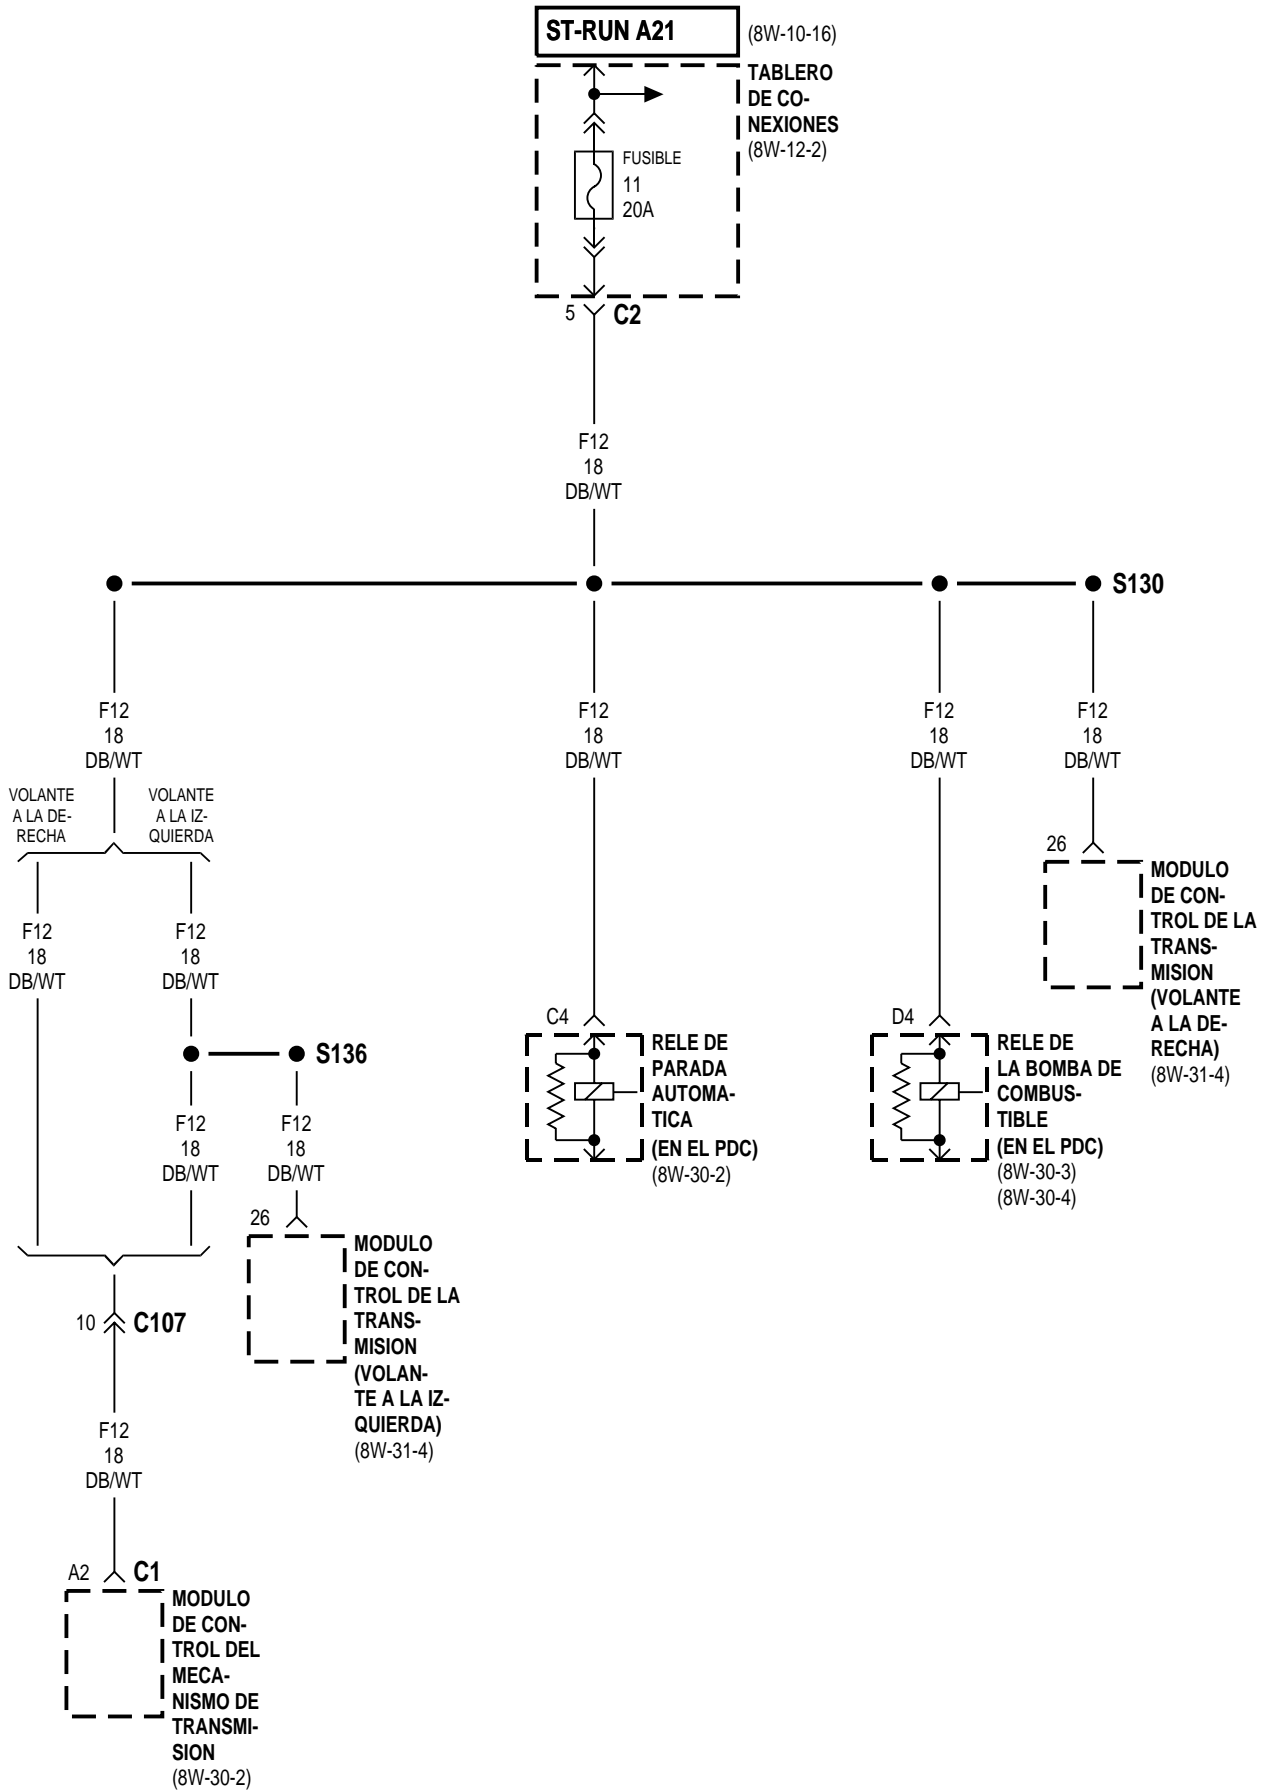 ST-RUN A21
(8W-10-16)
TABLERO
DE CO-
NEXIONES
(8W-12-2)
FUSIBLE
11
20A
5
C2
F12
18
DB/WT
S130
F12
18
DB/WT
F12
18
DB/WT
F12
18
DB/WT
F12
18
DB/WT
VOLANTE
A LA DE-
RECHA
VOLANTE
A LA IZ-
QUIERDA
F12
18
DB/WT
F12
18
DB/WT
26
MODULO
DE CON-
TROL DE LA
TRANS-
MISION
(VOLANTE
A LA DE-
RECHA)
(8W-31-4)
C4
RELE DE
PARADA
AUTOMA-
TICA
(EN EL PDC)
(8W-30-2)
D4
RELE DE
LA BOMBA DE
COMBUS-
TIBLE
(EN EL PDC)
(8W-30-3)
(8W-30-4)
S136
F12
18
DB/WT
F12
18
DB/WT
26
MODULO
DE CON-
TROL DE LA
TRANS-
MISION
(VOLAN-
TE A LA IZ-
QUIERDA)
(8W-31-4)
10
C107
F12
18
DB/WT
A2
C1
MODULO
DE CON-
TROL DEL
MECA-
NISMO DE
TRANSMI-
SION
(8W-30-2)